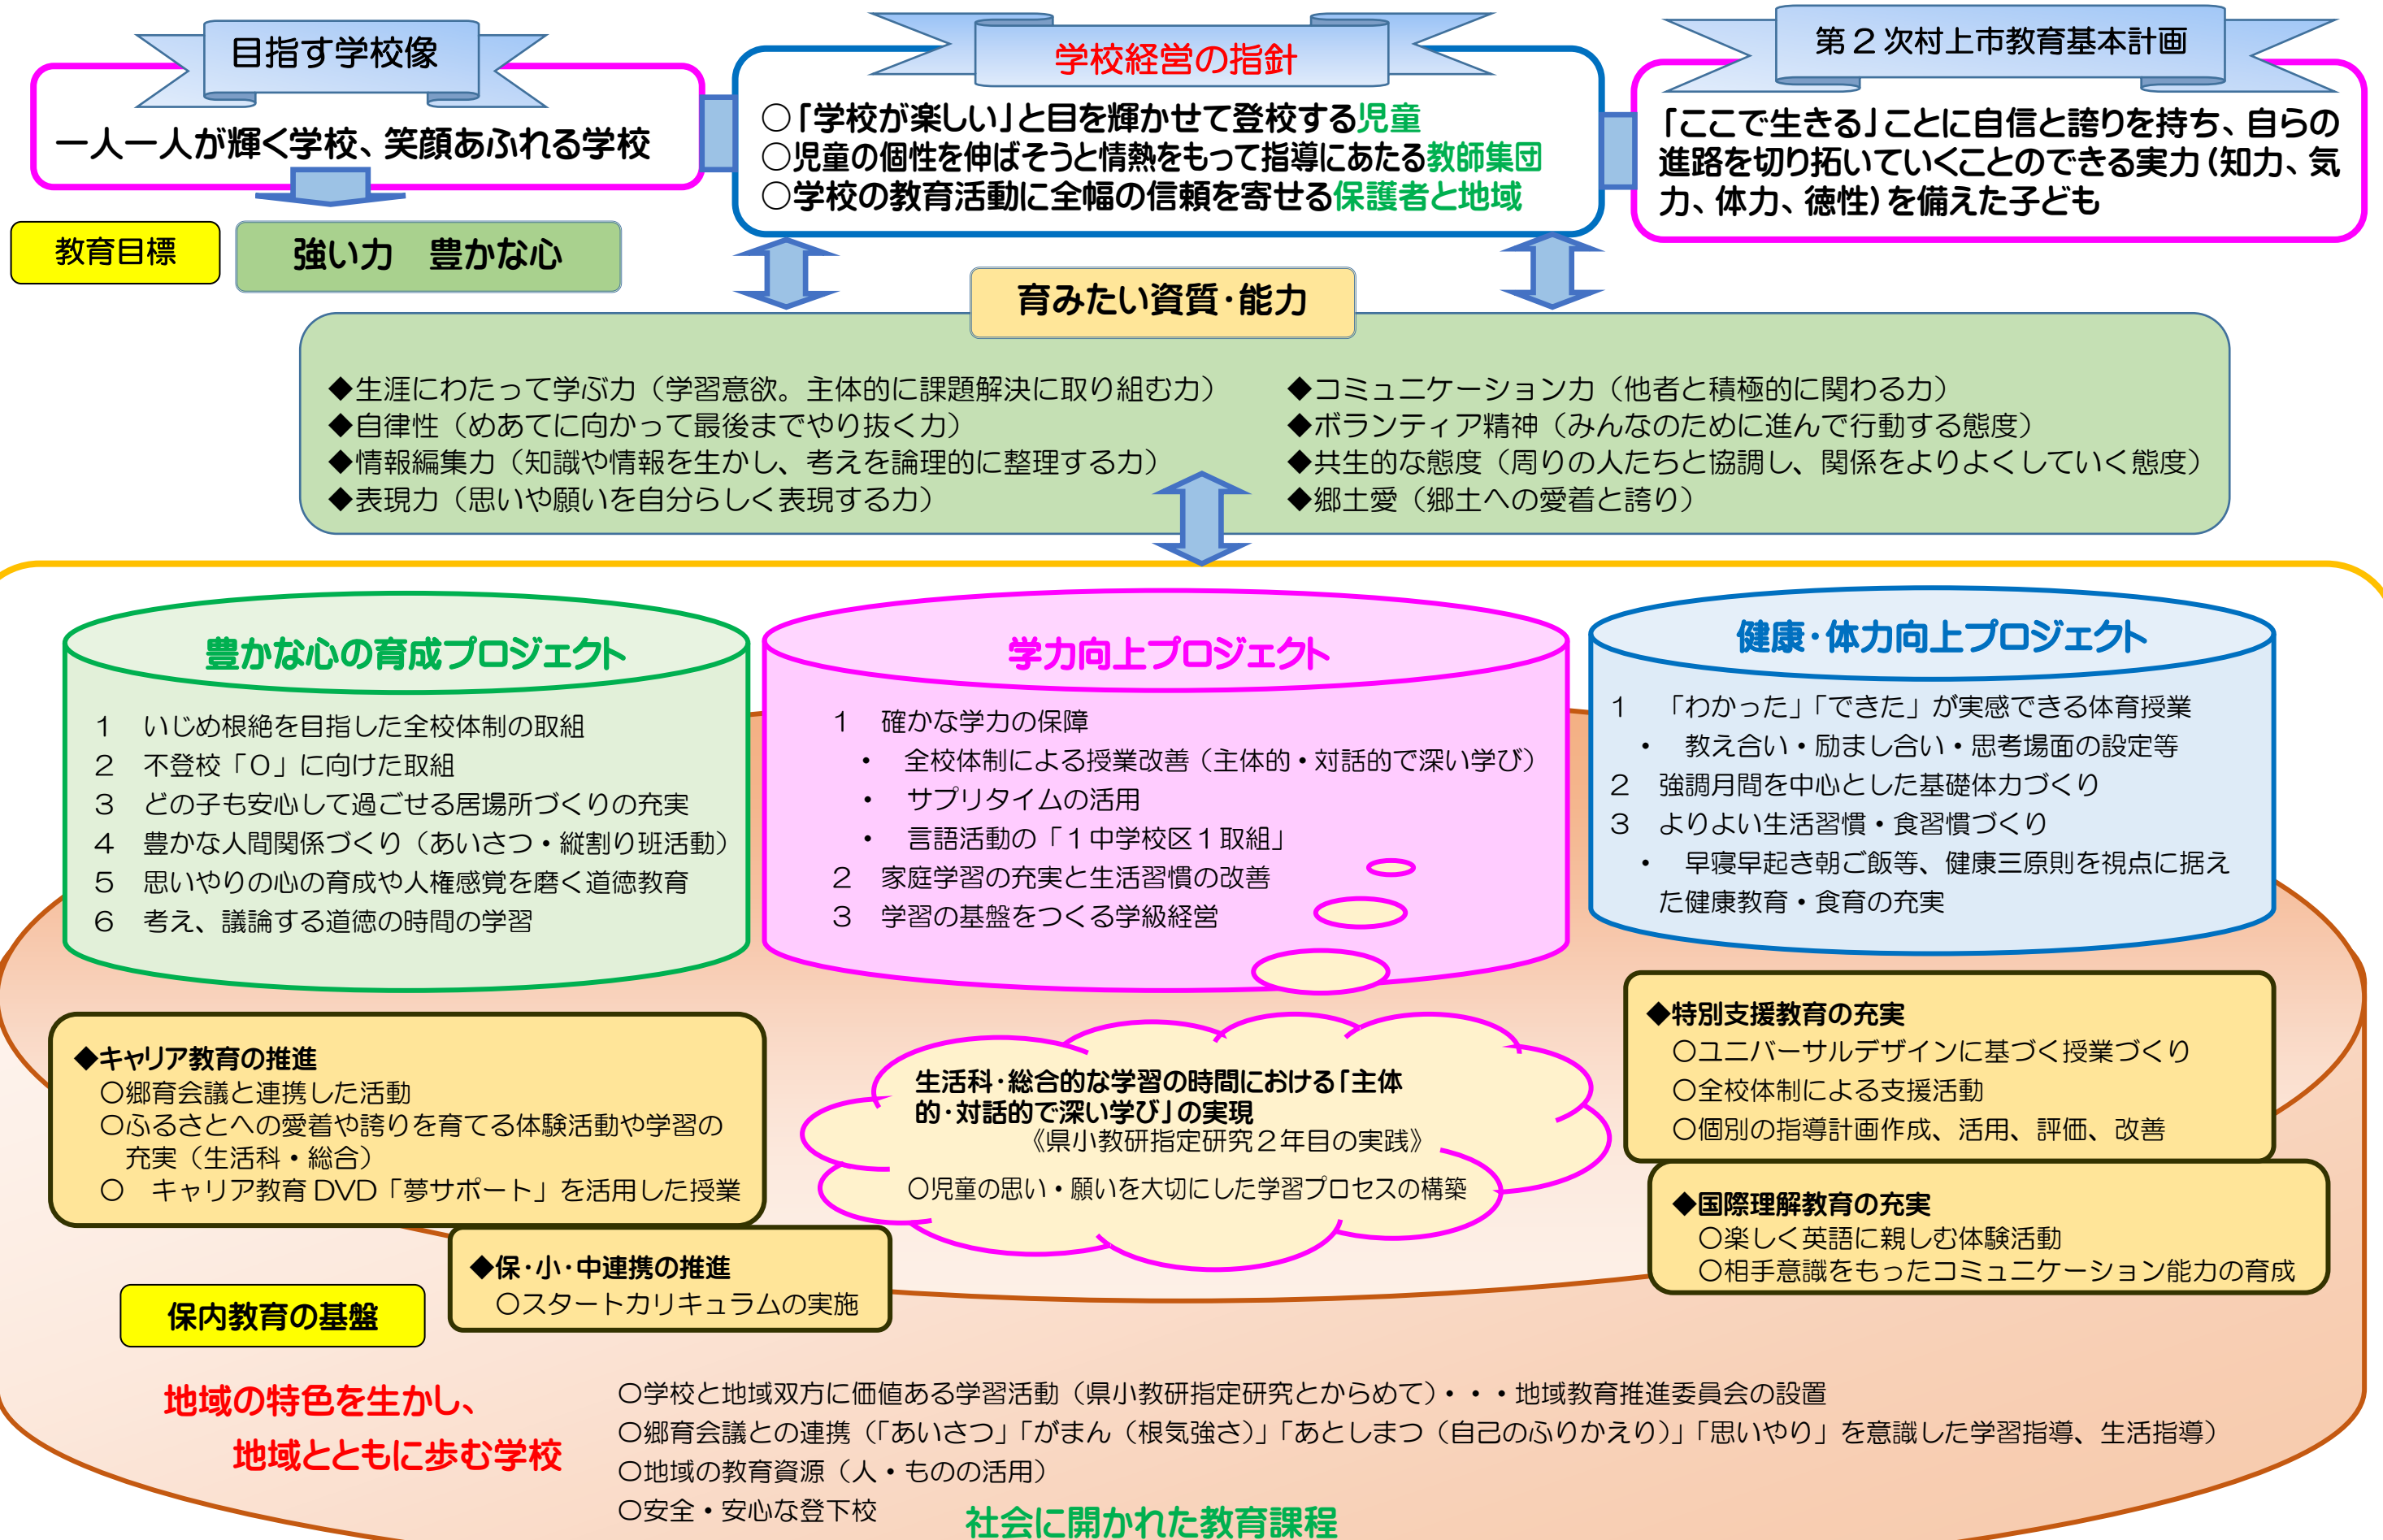 目指す学校像
一人一人が輝く学校、笑顔あふれる学校
学校経営の指針
○「学校が楽しい」と目を輝かせて登校する児童
○児童の個性を伸ばそうと情熱をもって指導にあたる教師集団
○学校の教育活動に全幅の信頼を寄せる保護者と地域
第２次村上市教育基本計画
「ここで生きる」ことに自信と誇りを持ち、自らの
進路を切り拓いていくことのできる実力（知力、気
力、体力、徳性）を備えた子ども
教育目標
強い力　豊かな心
育みたい資質・能力
◆生涯にわたって学ぶ力（学習意欲。主体的に課題解決に取り組む力）
◆自律性（めあてに向かって最後までやり抜く力）
◆情報編集力（知識や情報を生かし、考えを論理的に整理する力）
◆表現力（思いや願いを自分らしく表現する力）
◆コミュニケーション力（他者と積極的に関わる力）
◆ボランティア精神（みんなのために進んで行動する態度）
◆共生的な態度（周りの人たちと協調し、関係をよりよくしていく態度）
◆郷土愛（郷土への愛着と誇り）
豊かな心の育成プロジェクト
１　いじめ根絶を目指した全校体制の取組
２　不登校「０」に向けた取組
３　どの子も安心して過ごせる居場所づくりの充実
４　豊かな人間関係づくり（あいさつ・縦割り班活動）
５　思いやりの心の育成や人権感覚を磨く道徳教育
６　考え、議論する道徳の時間の学習
学力向上プロジェクト
１　確かな学力の保障
・　全校体制による授業改善（主体的・対話的で深い学び）
・　サプリタイムの活用
・　言語活動の「１中学校区１取組」
２　家庭学習の充実と生活習慣の改善
３　学習の基盤をつくる学級経営
健康・体力向上プロジェクト
１　「わかった」「できた」が実感できる体育授業
・　教え合い・励まし合い・思考場面の設定等
２　強調月間を中心とした基礎体力づくり
３　よりよい生活習慣・食習慣づくり
・　早寝早起き朝ご飯等、健康三原則を視点に据え
た健康教育・食育の充実
◆キャリア教育の推進
○郷育会議と連携した活動
○ふるさとへの愛着や誇りを育てる体験活動や学習の
充実（生活科・総合）
○　キャリア教育 DVD「夢サポート」を活用した授業
◆保・小・中連携の推進
○スタートカリキュラムの実施
生活科・総合的な学習の時間における「主体
的・対話的で深い学び」の実現
《県小教研指定研究２年目の実践》
○児童の思い・願いを大切にした学習プロセスの構築
◆特別支援教育の充実
○ユニバーサルデザインに基づく授業づくり
○全校体制による支援活動
○個別の指導計画作成、活用、評価、改善
◆国際理解教育の充実
○楽しく英語に親しむ体験活動
○相手意識をもったコミュニケーション能力の育成
保内教育の基盤
地域の特色を生かし、
地域とともに歩む学校
○学校と地域双方に価値ある学習活動（県小教研指定研究とからめて）・・・地域教育推進委員会の設置
○郷育会議との連携（「あいさつ」「がまん（根気強さ）」「あとしまつ（自己のふりかえり）」「思いやり」を意識した学習指導、生活指導）
○地域の教育資源（人・ものの活用）
○安全・安心な登下校
社会に開かれた教育課程